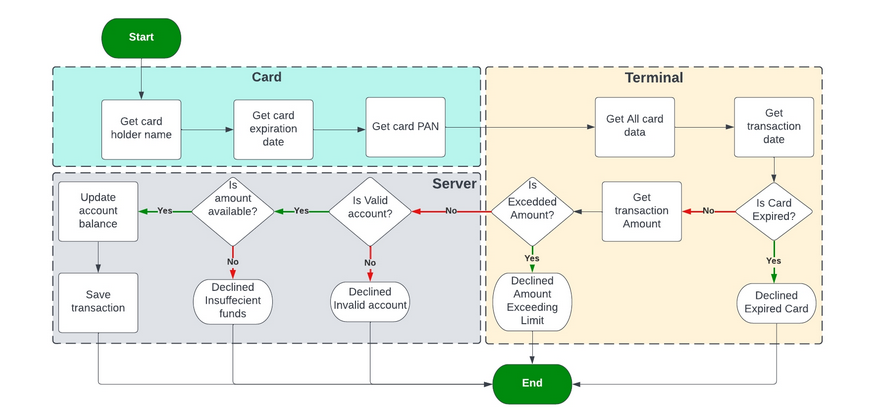 Start
Card
Terminal
Get card
holder name
Get card
expiration
date
Get card PAN
Get All card
data
Get
transaction
date
Server
Update
account
balance
Yes
Is
amount
available?
Yes
Is Valid
account?
No
Is
Excedded
Amount?
Get
transaction
Amount
No
Is Card
Expired?
No
No
Yes
Yes
Save
transaction
Declined
Insuffecient
funds
Declined
Invalid account
Declined
Amount
Exceeding
Limit
Declined
Expired Card
End